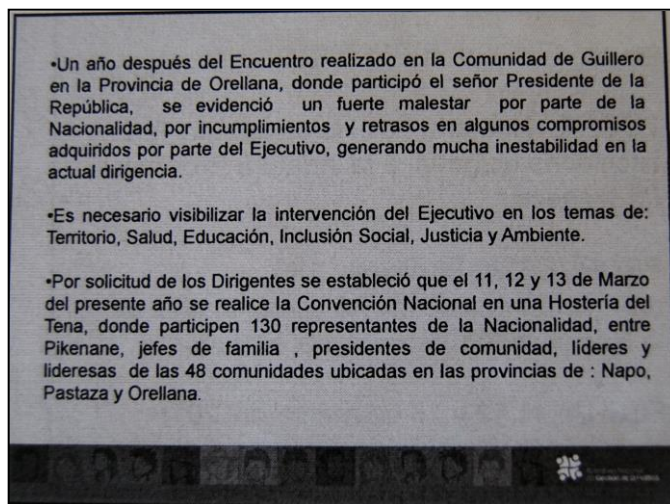 •Un año después del Encuentro realizado en la Comunidad de Guillero
en la Provincia de Orellana, donde participó el señor Presidente de la
República, se evidenció un fuerte malestar por parte de la
Nacionalidad, por incumplimientos y retrasos en algunos compromisos
adquiridos por parte del Ejecutivo, generando mucha inestabilidad en la
actual dirigencia.
•Es necesario visibilizar la intervención del Ejecutivo en los temas de:
Territorio, Salud, Educación, Inclusión Social, Justicia y Ambiente.
•Por solicitud de los Dirigentes se estableció que el 11, 12 y 13 de Marzo
del presente año se realice la Convención Nacional en una Hostería del
Tena, donde participen 130 representantes de la Nacionalidad, entre
Pikenane, jefes de familia , presidentes de comunidad, líderes y
lideresas de las 48 comunidades ubicadas en las provincias de : Napo,
Pastaza y Orellana.